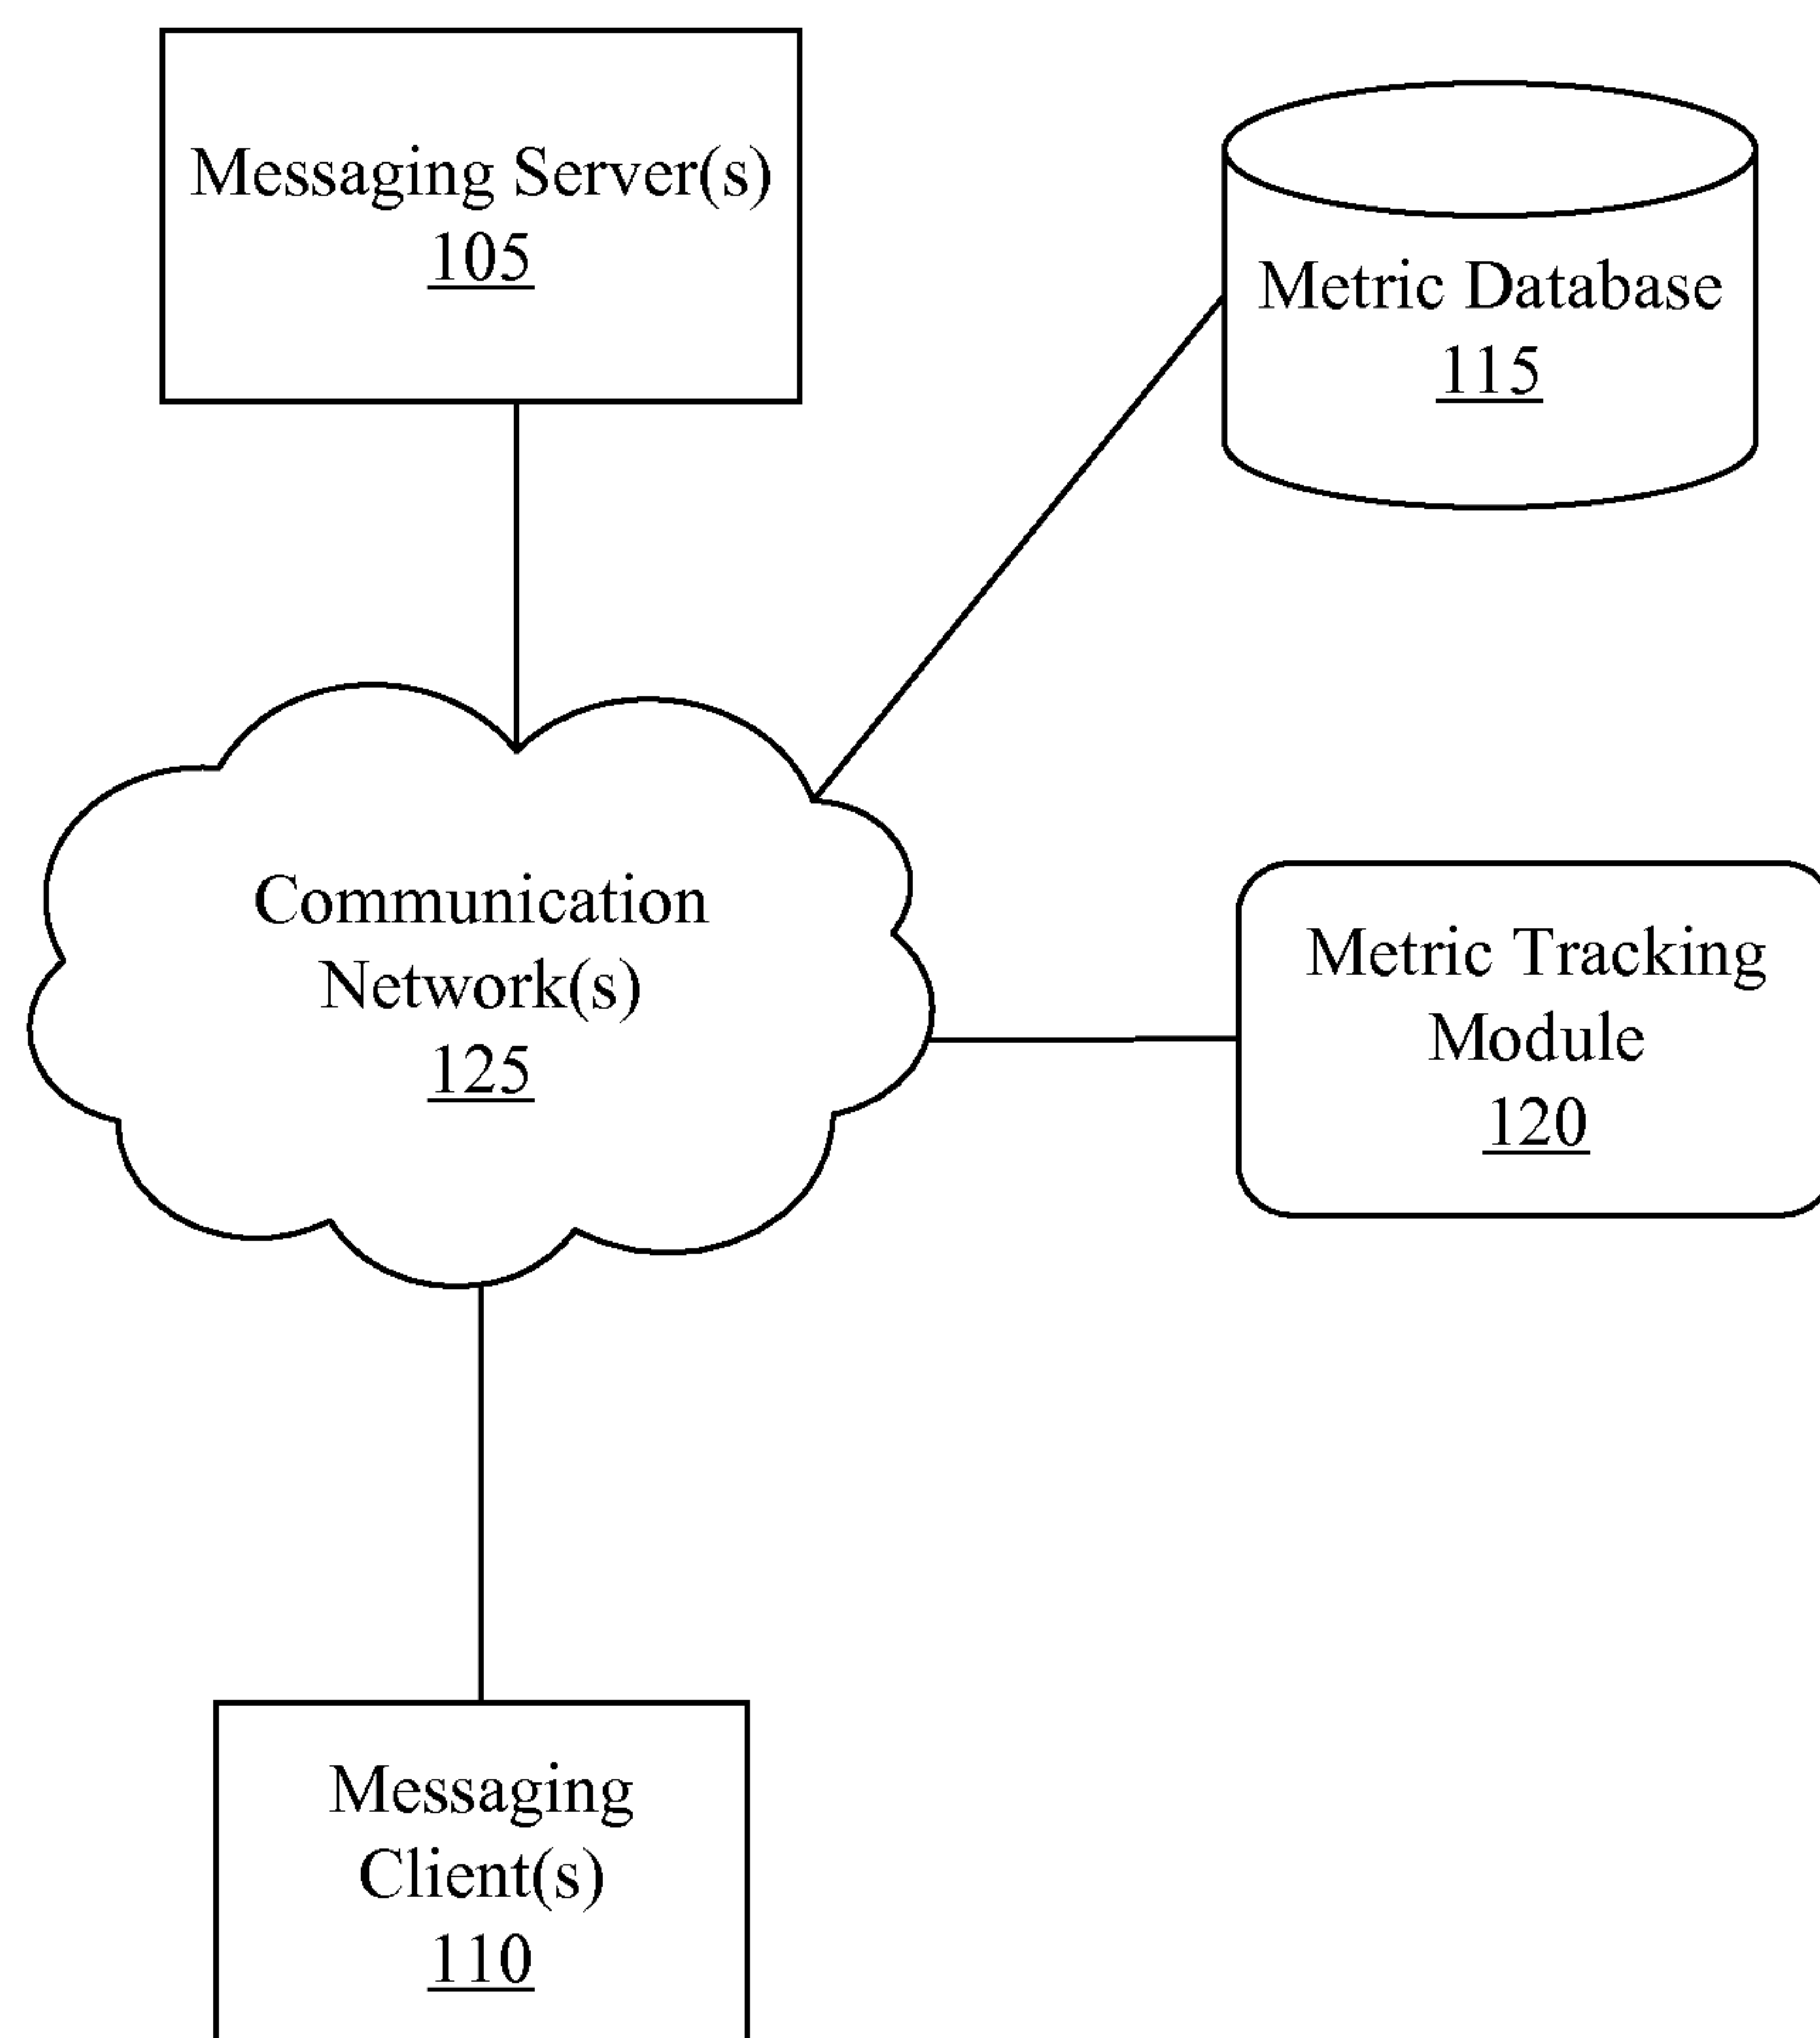 Messaging Server(s)
105
Metric Database
115
Communication
Network(s)
125
Metric Tracking
Module
120
Messaging
Client(s)
110